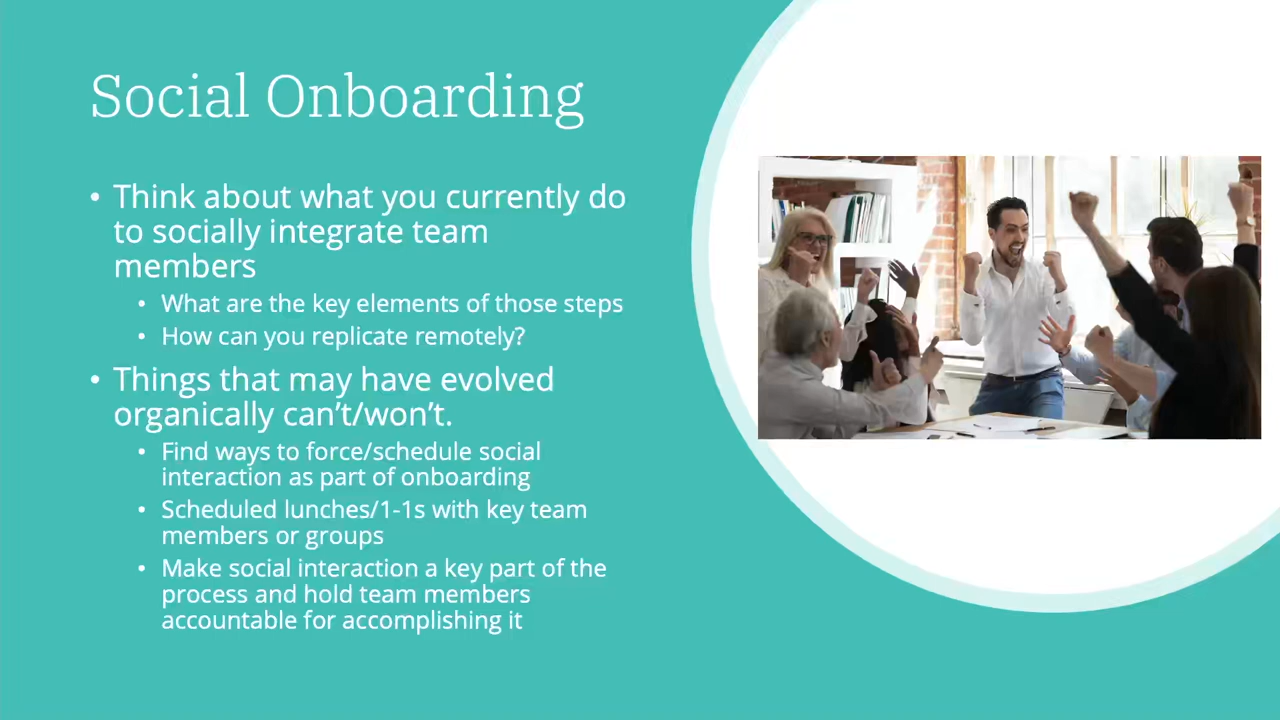 Social Onboarding
• Think about what you currently do
to socially integrate team
members
• What are the key elements of those steps
• How can you replicate remotely?
• Things that may have evolved
organically can’t/won’t.
• Find ways to force/schedule social
interaction as part of onboarding
• Scheduled lunches/1-1s with key team
members or groups
• Make social interaction a key part of the
process and hold team members
accountable for accomplishing it